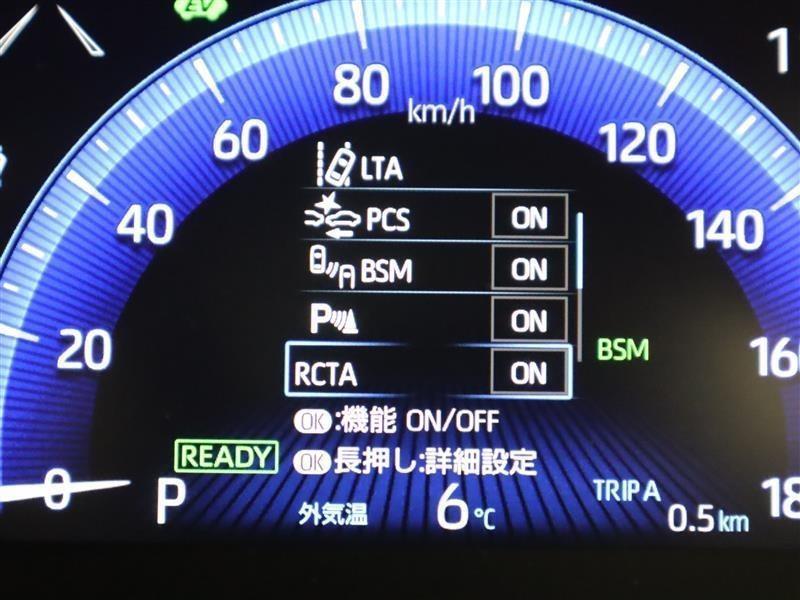 EV
80
100
km/h
60
120
LTA
40
PCS ON
140
BSM ON
20
P ON
BSM
RCTA ON
OK:機能 ON/OFF
READY
OK長押し:詳細設定
0
P
外気温
6℃
TRIP A
0.5km